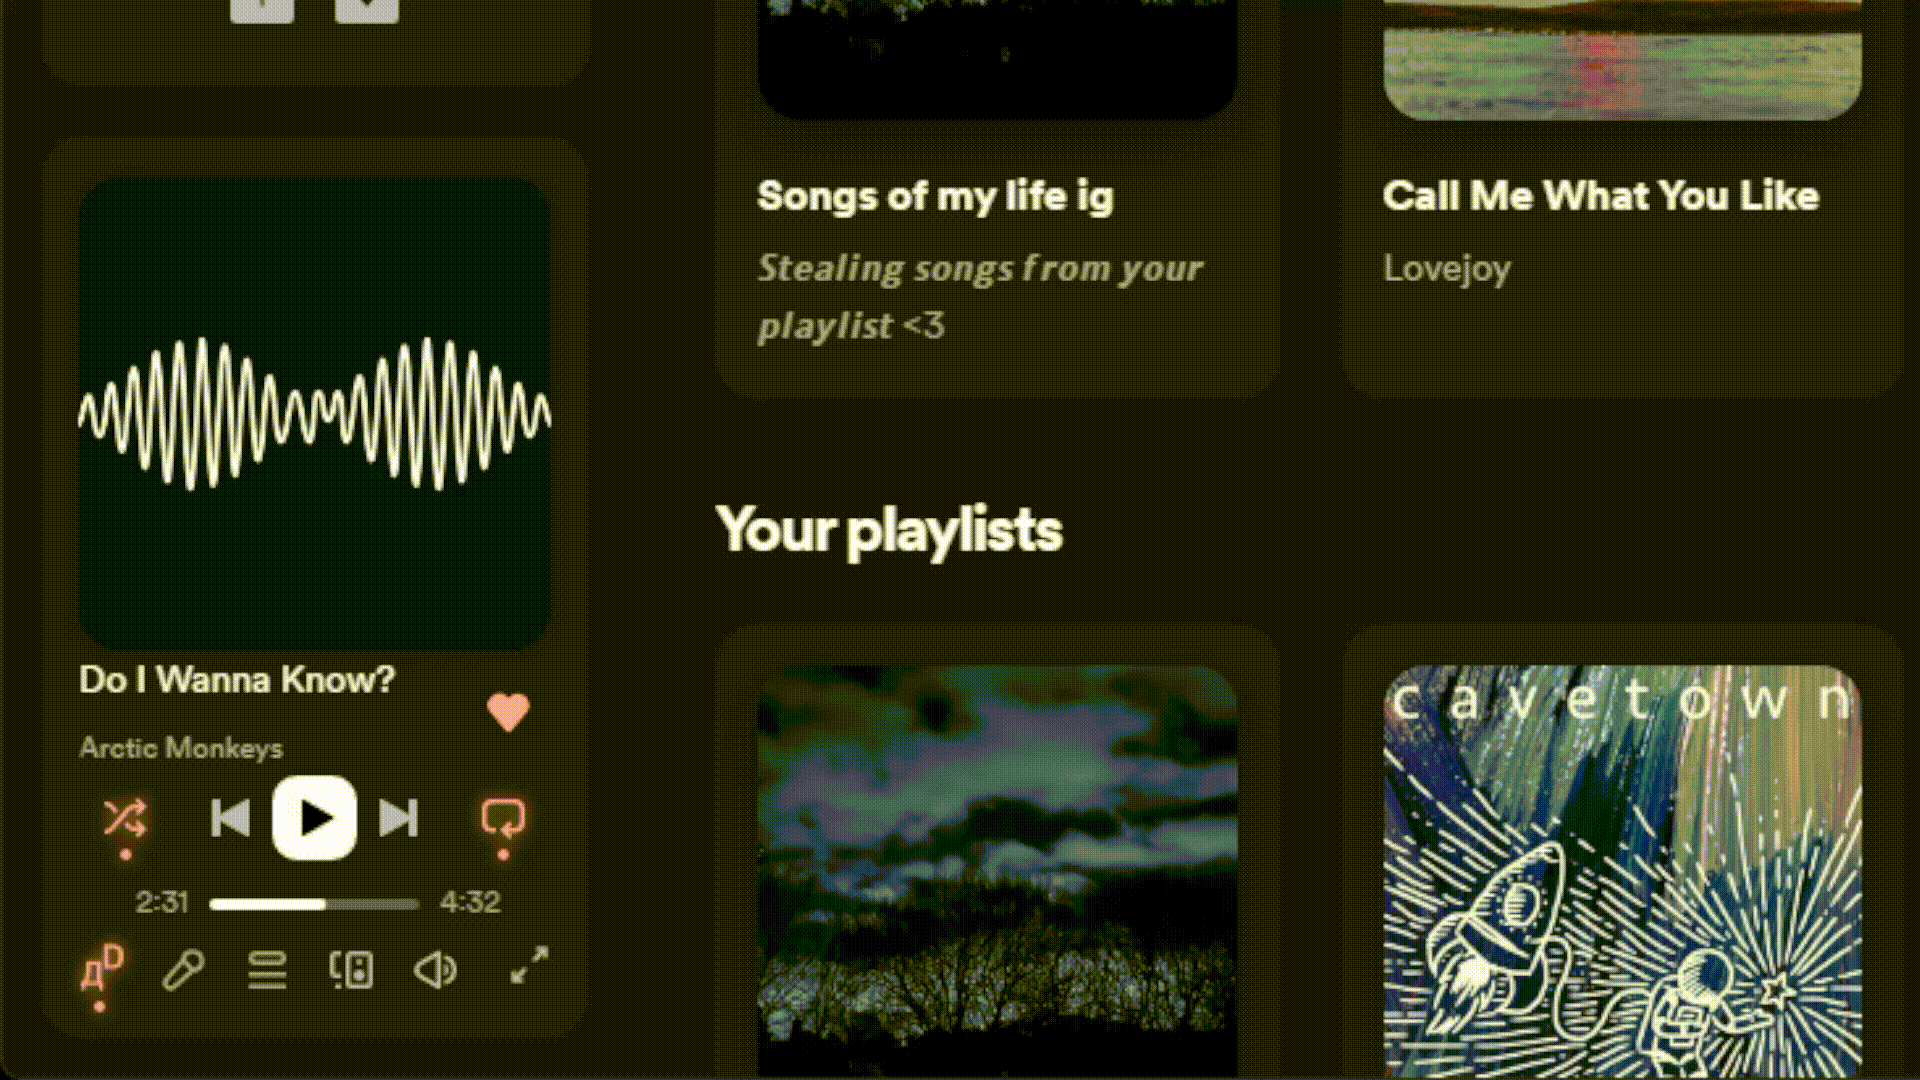 Songs of my life ig
Stealing songs from your
playlist <3
Call Me What You Like
Lovejoy
Do I Wanna Know?
Arctic Monkeys
2:31
4:32
дD
Your playlists
cavetown